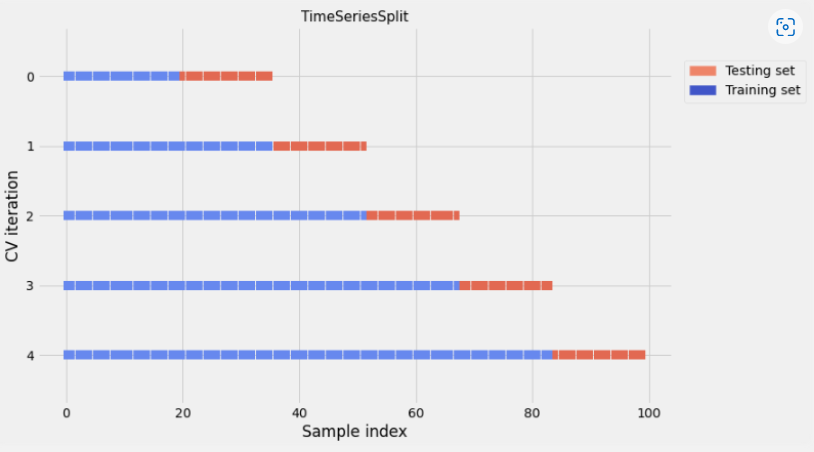 TimeSeriesSplit
Testing set
Training set
0
1
2
3
4
CV iteration
0 20 40 60 80 100
Sample index